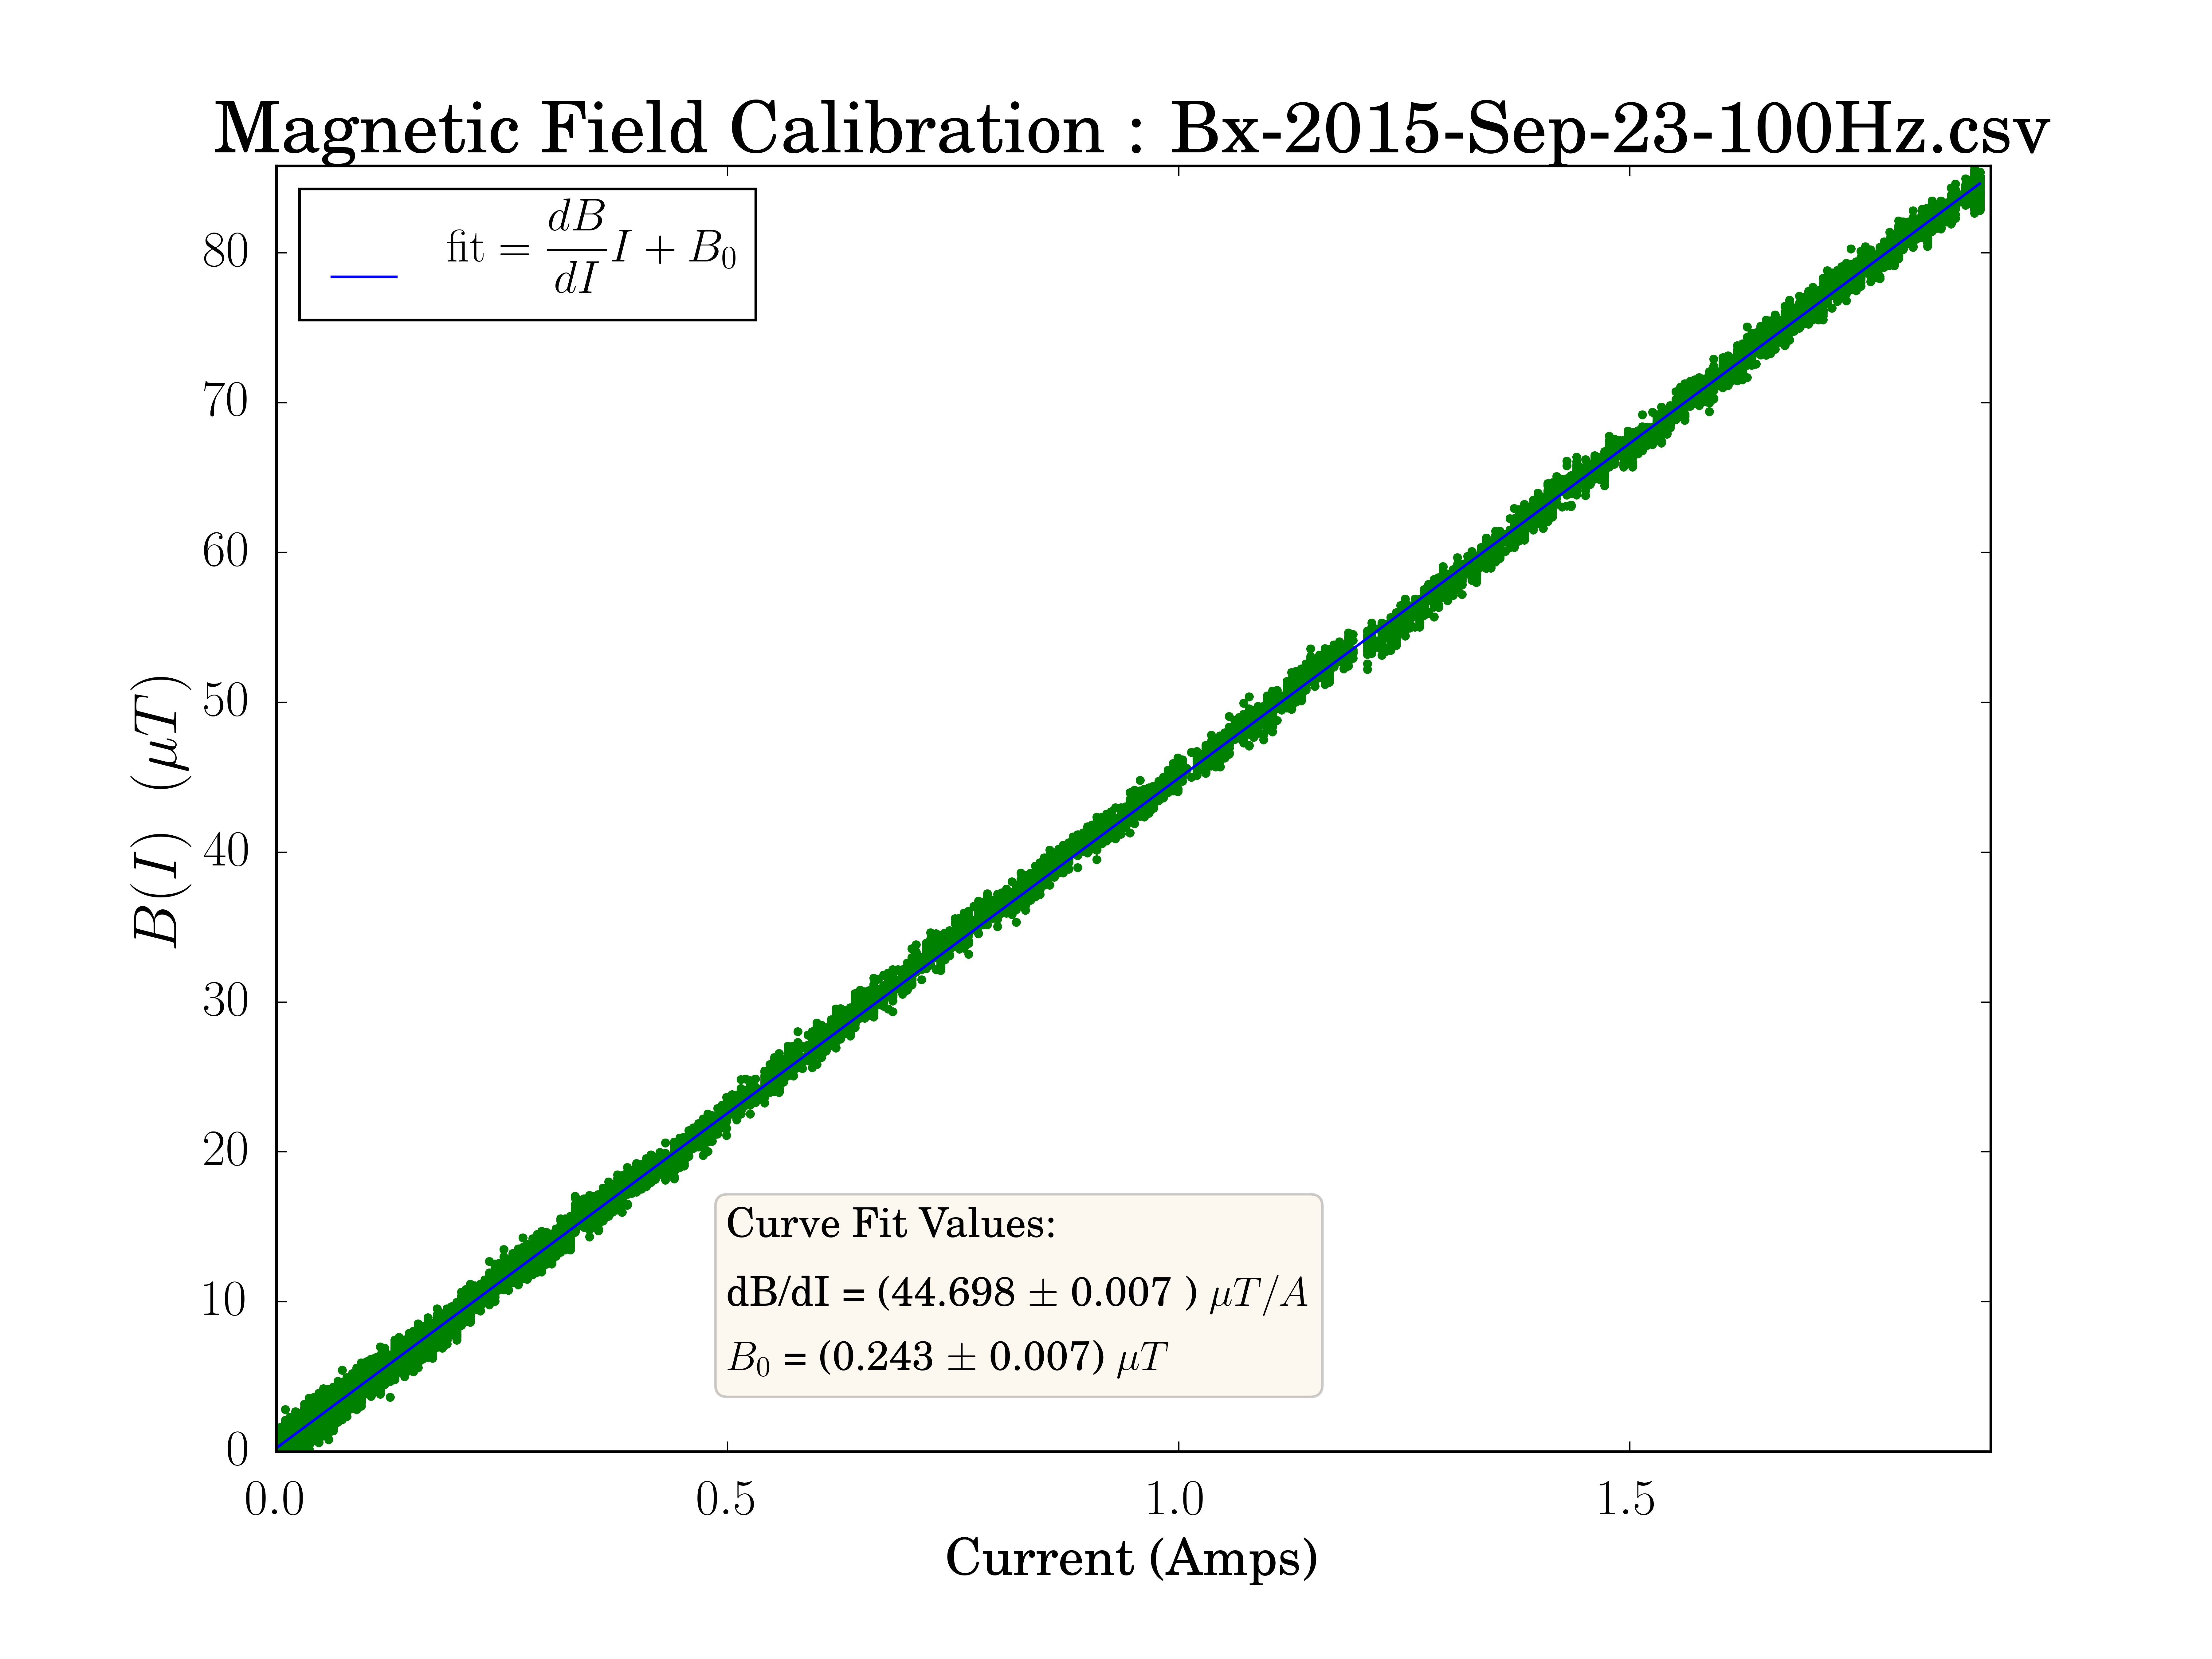 Magnetic Field Calibration : Bx-2015-Sep-23-100Hz.csv
fit = dB/dI I + B₀
80
70
60
50
40
30
20
10
0
B(I) (μT)
Curve Fit Values:
dB/dI = (44.698 ± 0.007 ) μT/A
B₀ = (0.243 ± 0.007) μT
0.0 0.5 1.0 1.5
Current (Amps)